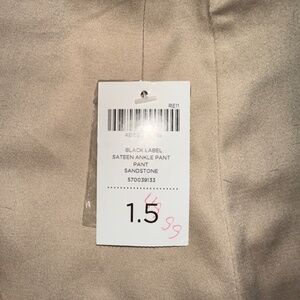 BLACK LABEL
SATEEN ANKLE PANT
PANT
SANDSTONE
570039133
1.5